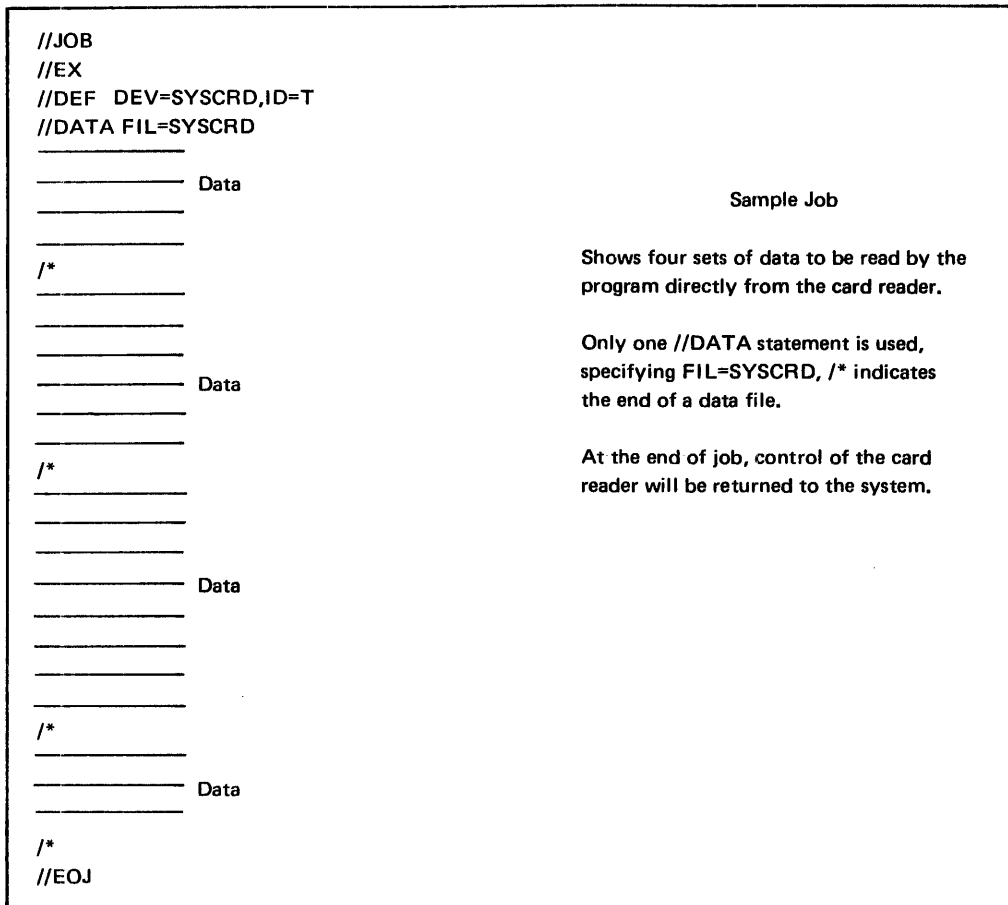 //JOB
//EX
//DEF DEV=SYSCRD,ID=T
//DATA FIL=SYSCRD
Data
/*
Data
/*
Data
/*
Data
/*
//EOJ
Sample Job
Shows four sets of data to be read by the
program directly from the card reader.
Only one //DATA statement is used,
specifying FIL=SYSCRD, /* indicates
the end of a data file.
At the end of job, control of the card
reader will be returned to the system.